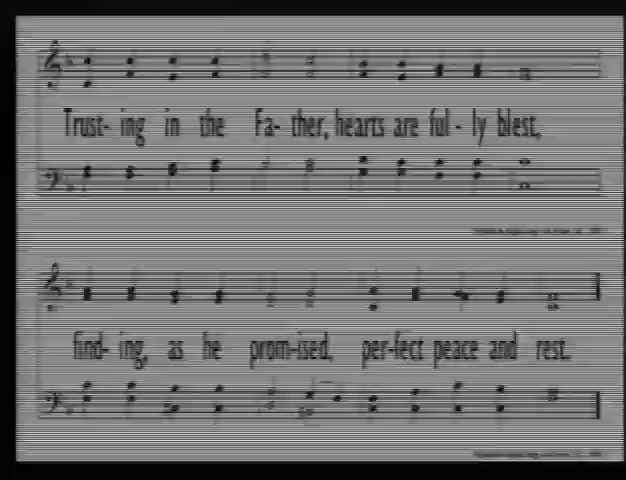 Trust- ing in the Fa- ther, hearts are ful - ly blest,
find- ing, as he prom-ised, per-fect peace and rest.